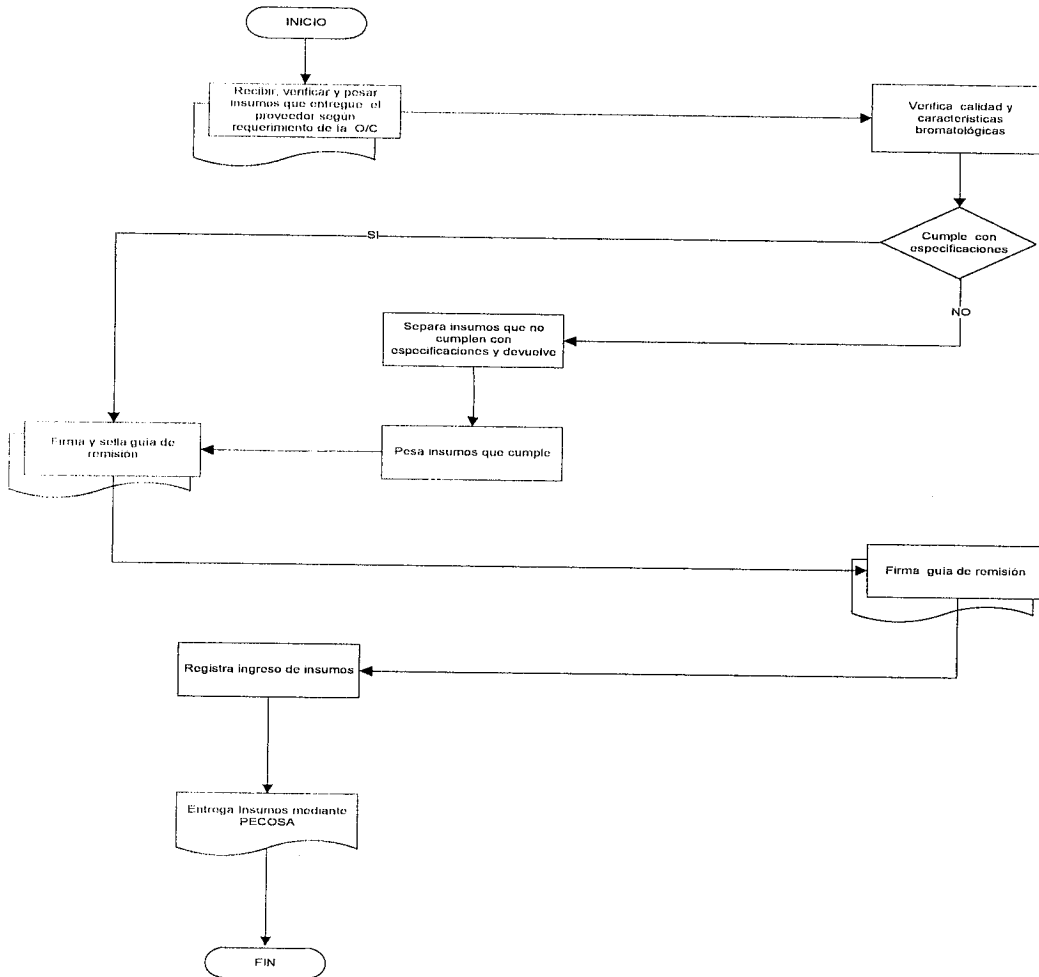 INICIO
Recibir, verificar y pesar
insumos que entregue el
proveedor según
requerimiento de la O/C
Verifica calidad y
características
bromatológicas
Cumple con
especificaciones
SI
NO
Separa insumos que no
cumplen con
especificaciones y devuelve
Firma y sella guía de
remisión
Pesa insumos que cumple
Firma guía de remisión
Registra ingreso de insumos
Entrega Insumos mediante
PECOSA
FIN